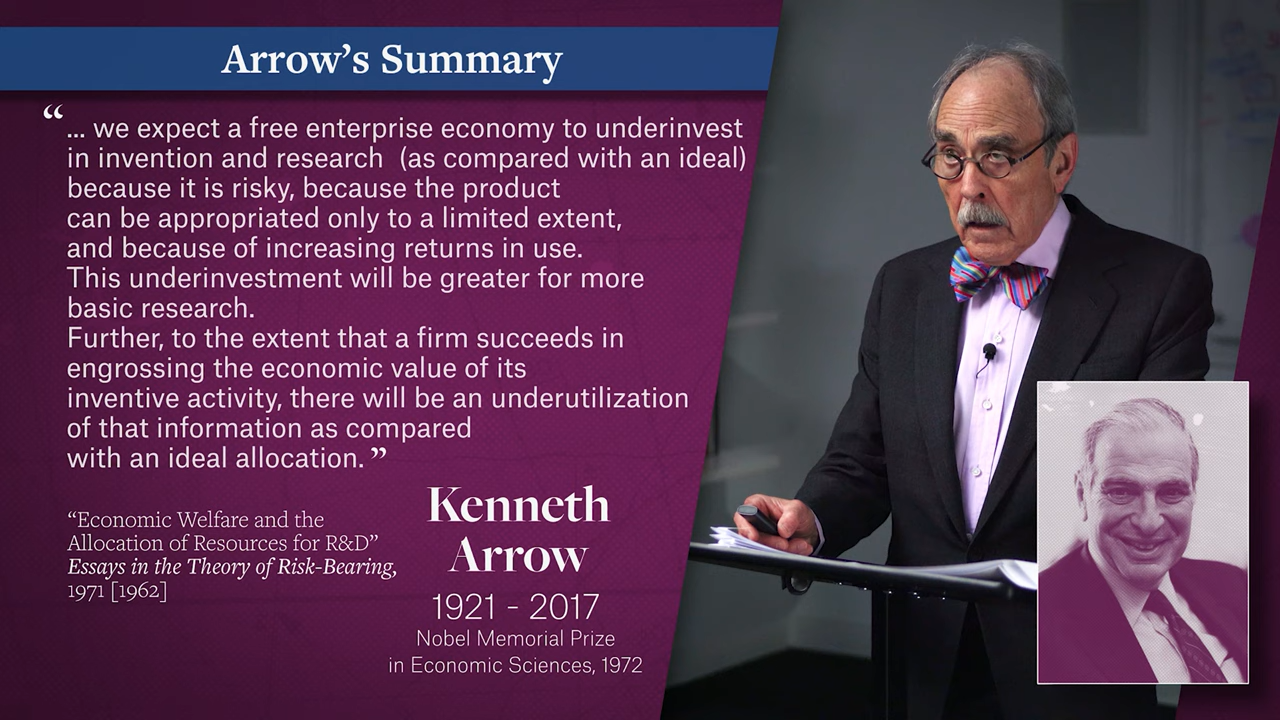 Arrow’s Summary
“... we expect a free enterprise economy to underinvest
in invention and research (as compared with an ideal)
because it is risky, because the product
can be appropriated only to a limited extent,
and because of increasing returns in use.
This underinvestment will be greater for more
basic research.
Further, to the extent that a firm succeeds in
engrossing the economic value of its
inventive activity, there will be an underutilization
of that information as compared
with an ideal allocation.”
“Economic Welfare and the
Allocation of Resources for R&D”
Essays in the Theory of Risk-Bearing,
1971 [1962]
Kenneth
Arrow
1921 - 2017
Nobel Memorial Prize
in Economic Sciences, 1972